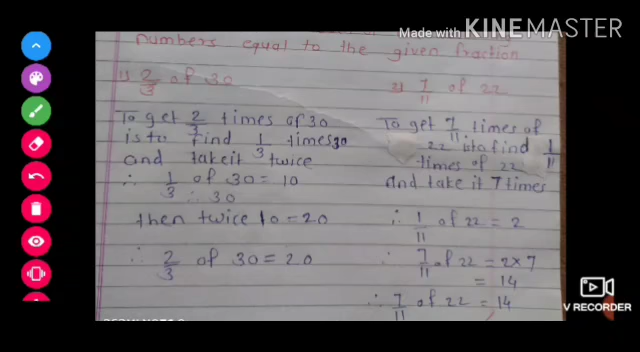 Made with KINEMASTER
numbers equal to the given fraction
1) 2/3 of 30
To get 2/3 times of 30
is to find 1/3 times 30
and take it twice
∴ 1/3 of 30 = 10
∴ 30
then twice 10 = 20
∴ 2/3 of 30 = 20
2) 7/11 of 22
To get 7/11 times of
22 is to find 1/11
times of 22
and take it 7 times
∴ 1/11 of 22 = 2
∴ 7/11 of 22 = 2×7
= 14
∴ 7/11 of 22 = 14
V RECORDER